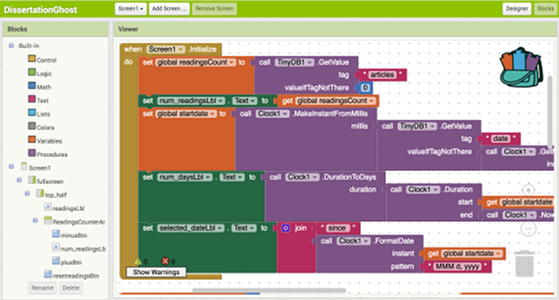 DissertationGhost
Screen1 Add Screen ... Remove Screen Designer Blocks
Blocks Viewer
Built-in
Control
Logic
Math
Text
Lists
Colors
Variables
Procedures
Screen1
fullscreen
top_half
readingsLbl
ReadingsCounterAr
minusBtn
num_readingsLb
plusBtn
resetreadingsBtn
Rename Delete
when Screen1 .Initialize
do set global readingsCount to call TinyDB1 .GetValue
tag " articles "
valueIfTagNotThere 0
set num_readingsLbl . Text to get global readingsCount
set global startdate to call Clock1 .MakeInstantFromMillis
millis call TinyDB1 .GetValue
tag " date "
valueIfTagNotThere call Clock1
set num_daysLbl . Text to call Clock1 .DurationToDays
duration call Clock1 .Duration
start get global startdate
end call Clock1 .Now
set selected_dateLbl . Text to join " since "
call Clock1 .FormatDate
instant get global startdate
pattern " MMM d, yyyy
0 0
Show Warnings